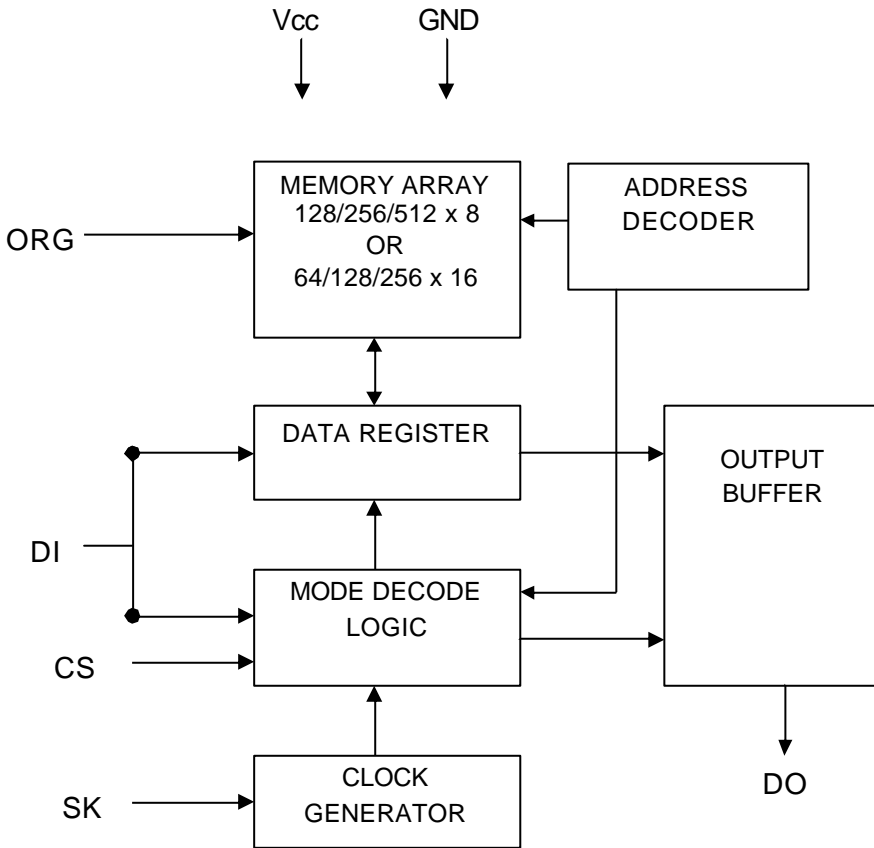 Vcc
GND
MEMORY ARRAY
128/256/512 x 8
OR
64/128/256 x 16
ADDRESS
DECODER
ORG
DATA REGISTER
OUTPUT
BUFFER
DI
MODE DECODE
LOGIC
CS
CLOCK
GENERATOR
SK
DO